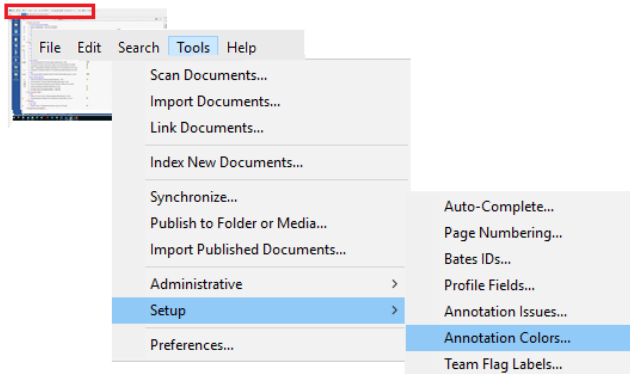 File Edit Search Tools Help
Scan Documents...
Import Documents...
Link Documents...
Index New Documents...
Synchronize...
Publish to Folder or Media...
Import Published Documents...
Administrative
Setup
Preferences...
Auto-Complete...
Page Numbering...
Bates IDs...
Profile Fields...
Annotation Issues...
Annotation Colors...
Team Flag Labels...